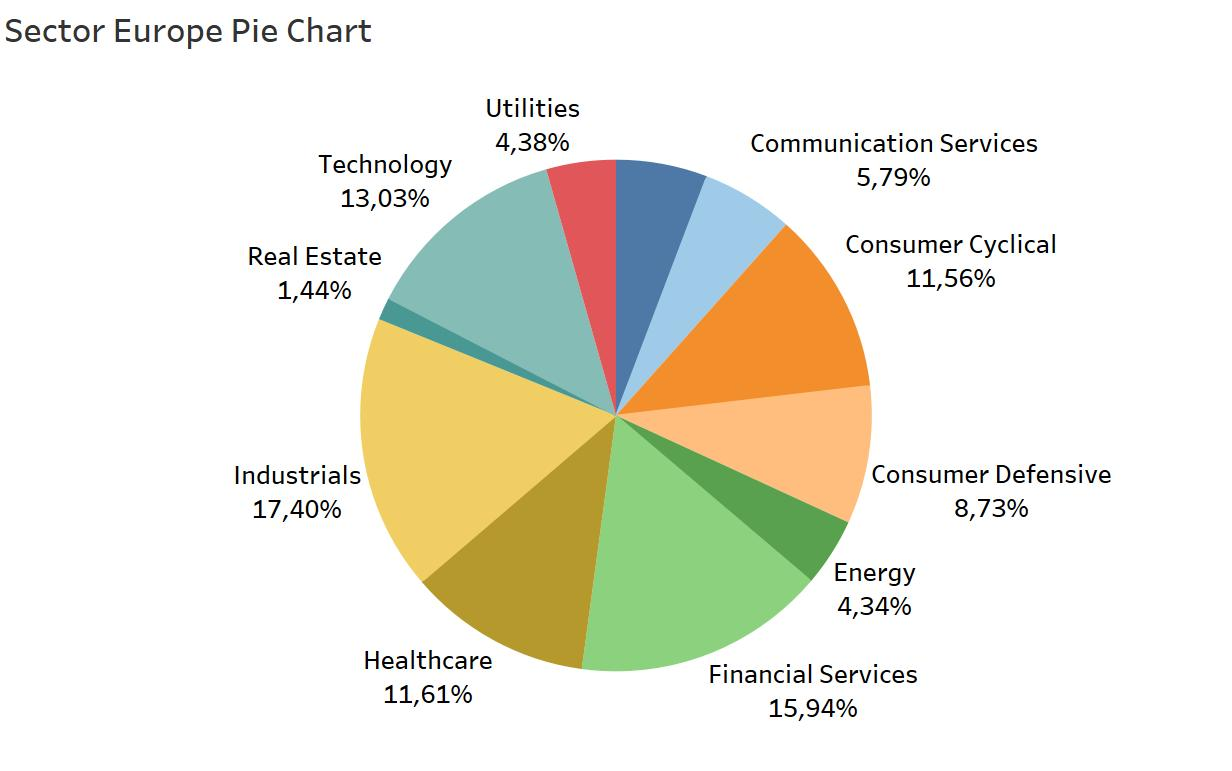 Sector Europe Pie Chart
Utilities
4,38%
Communication Services
5,79%
Technology
13,03%
Consumer Cyclical
11,56%
Real Estate
1,44%
Consumer Defensive
8,73%
Industrials
17,40%
Energy
4,34%
Healthcare
11,61%
Financial Services
15,94%